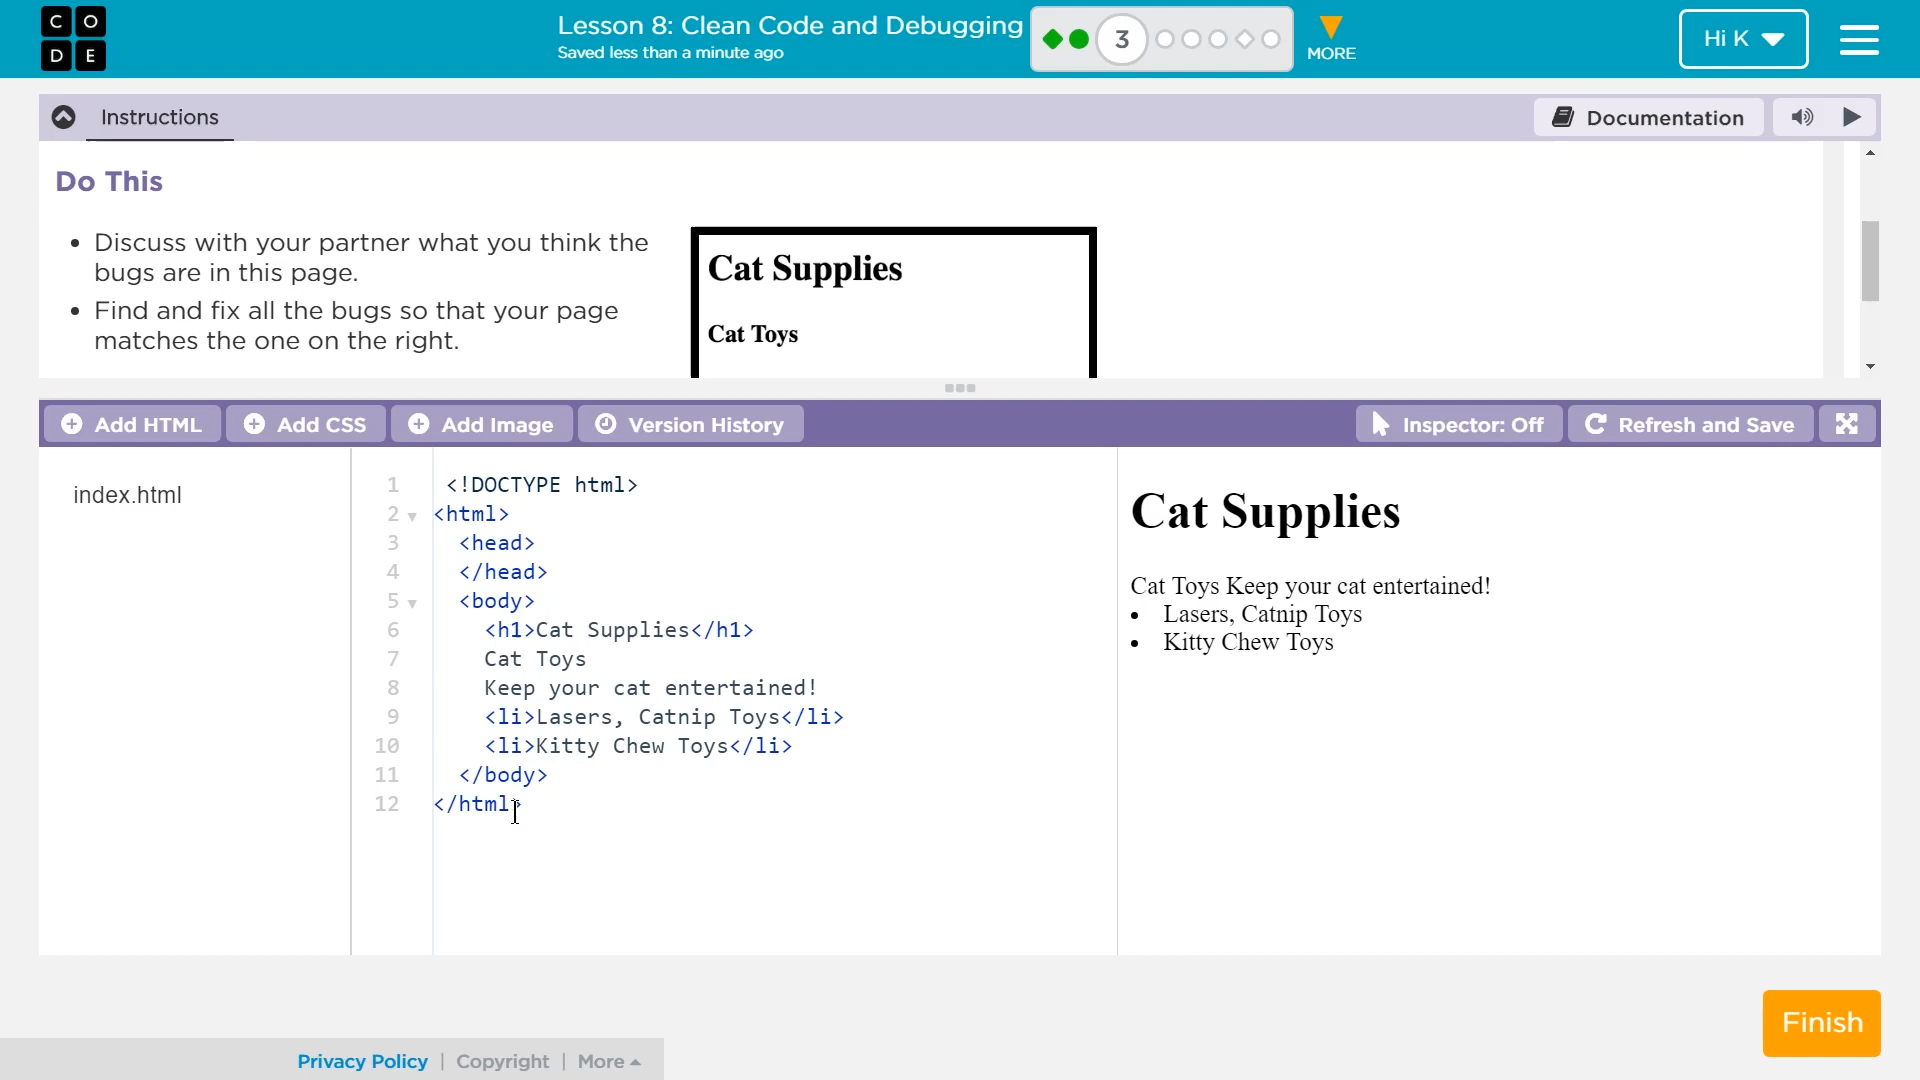 C O
D E
Lesson 8: Clean Code and Debugging
Saved less than a minute ago
3
MORE
Hi K
Instructions
Documentation
Do This
• Discuss with your partner what you think the
bugs are in this page.
• Find and fix all the bugs so that your page
matches the one on the right.
Cat Supplies
Cat Toys
Add HTML
Add CSS
Add Image
Version History
Inspector: Off
Refresh and Save
index.html
1 <!DOCTYPE html>
2 <html>
3 <head>
4 </head>
5 <body>
6 <h1>Cat Supplies</h1>
7 Cat Toys
8 Keep your cat entertained!
9 <li>Lasers, Catnip Toys</li>
10 <li>Kitty Chew Toys</li>
11 </body>
12 </html>
Cat Supplies
Cat Toys Keep your cat entertained!
• Lasers, Catnip Toys
• Kitty Chew Toys
Finish
Privacy Policy | Copyright | More